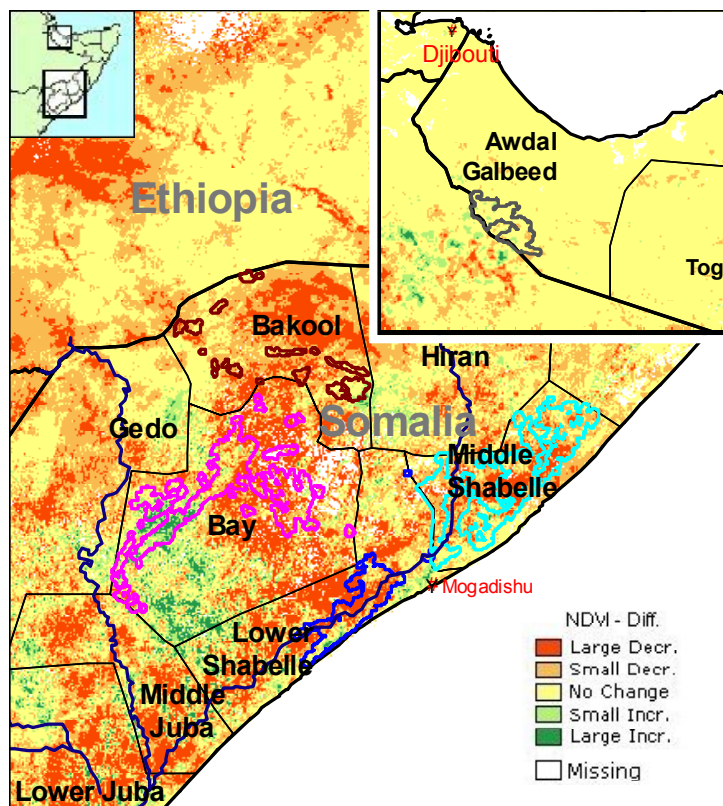 Djibouti
Awdal
Galbeed
Ethiopia
Tog
Bakool
Hiran
Somalia
Gedo
Middle
Shabelle
Bay
Mogadishu
Lower
Shabelle
Middle
Juba
Lower Juba
NDVI - Diff.
Large Decr.
Small Decr.
No Change
Small Incr.
Large Incr.
Missing